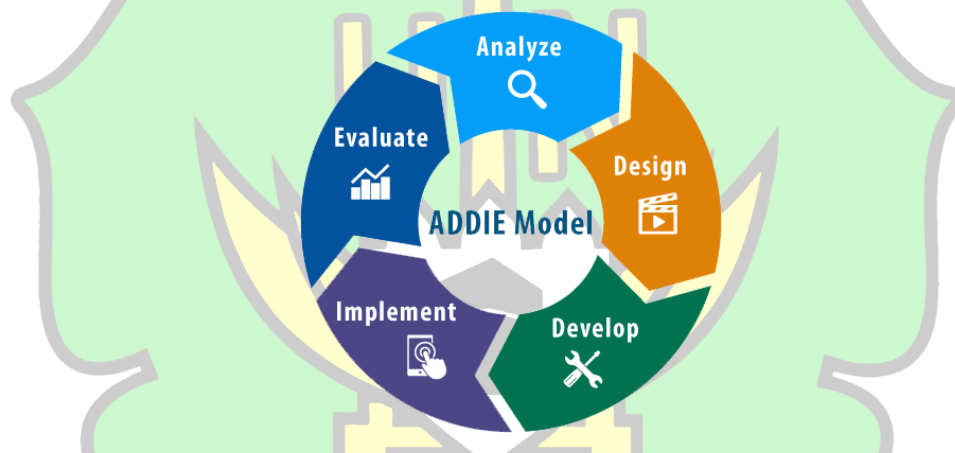 Analyze
Design
Develop
Implement
Evaluate
ADDIE Model